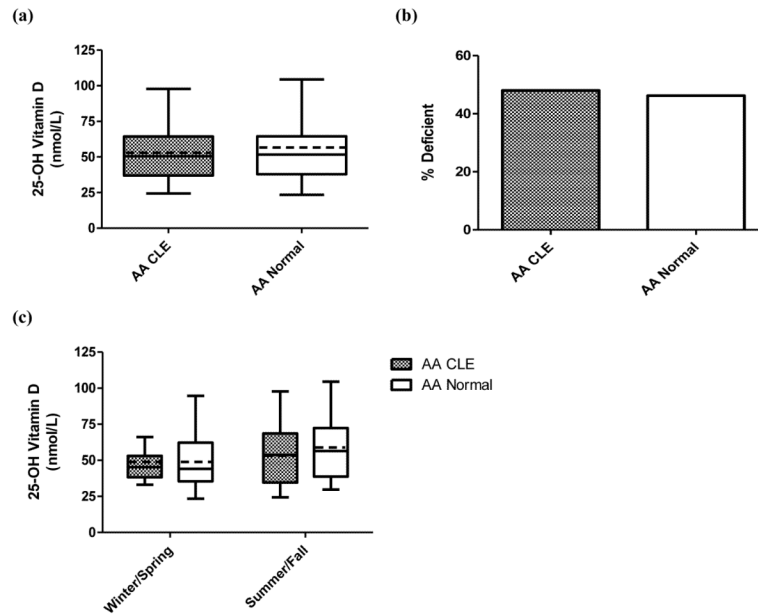 (a)
(b)
125
100
75
50
25
0
25-OH Vitamin D
(nmol/L)
AA CLE
AA Normal
60
40
20
0
% Deficient
AA CLE
AA Normal
(c)
125
100
75
50
25
0
25-OH Vitamin D
(nmol/L)
Winter/Spring
Summer/Fall
AA CLE
AA Normal